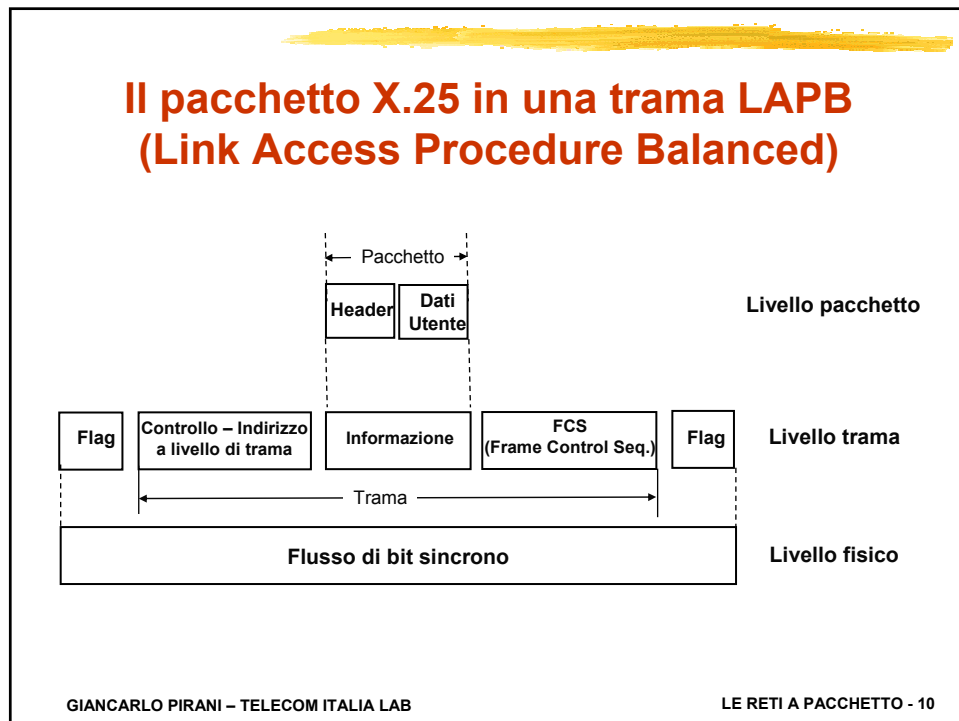 Il pacchetto X.25 in una trama LAPB
(Link Access Procedure Balanced)
Pacchetto
Header
Dati
Utente
Livello pacchetto
Flag
Controllo – Indirizzo
a livello di trama
Informazione
FCS
(Frame Control Seq.)
Flag
Livello trama
Trama
Flusso di bit sincrono
Livello fisico
GIANCARLO PIRANI – TELECOM ITALIA LAB
LE RETI A PACCHETTO - 10